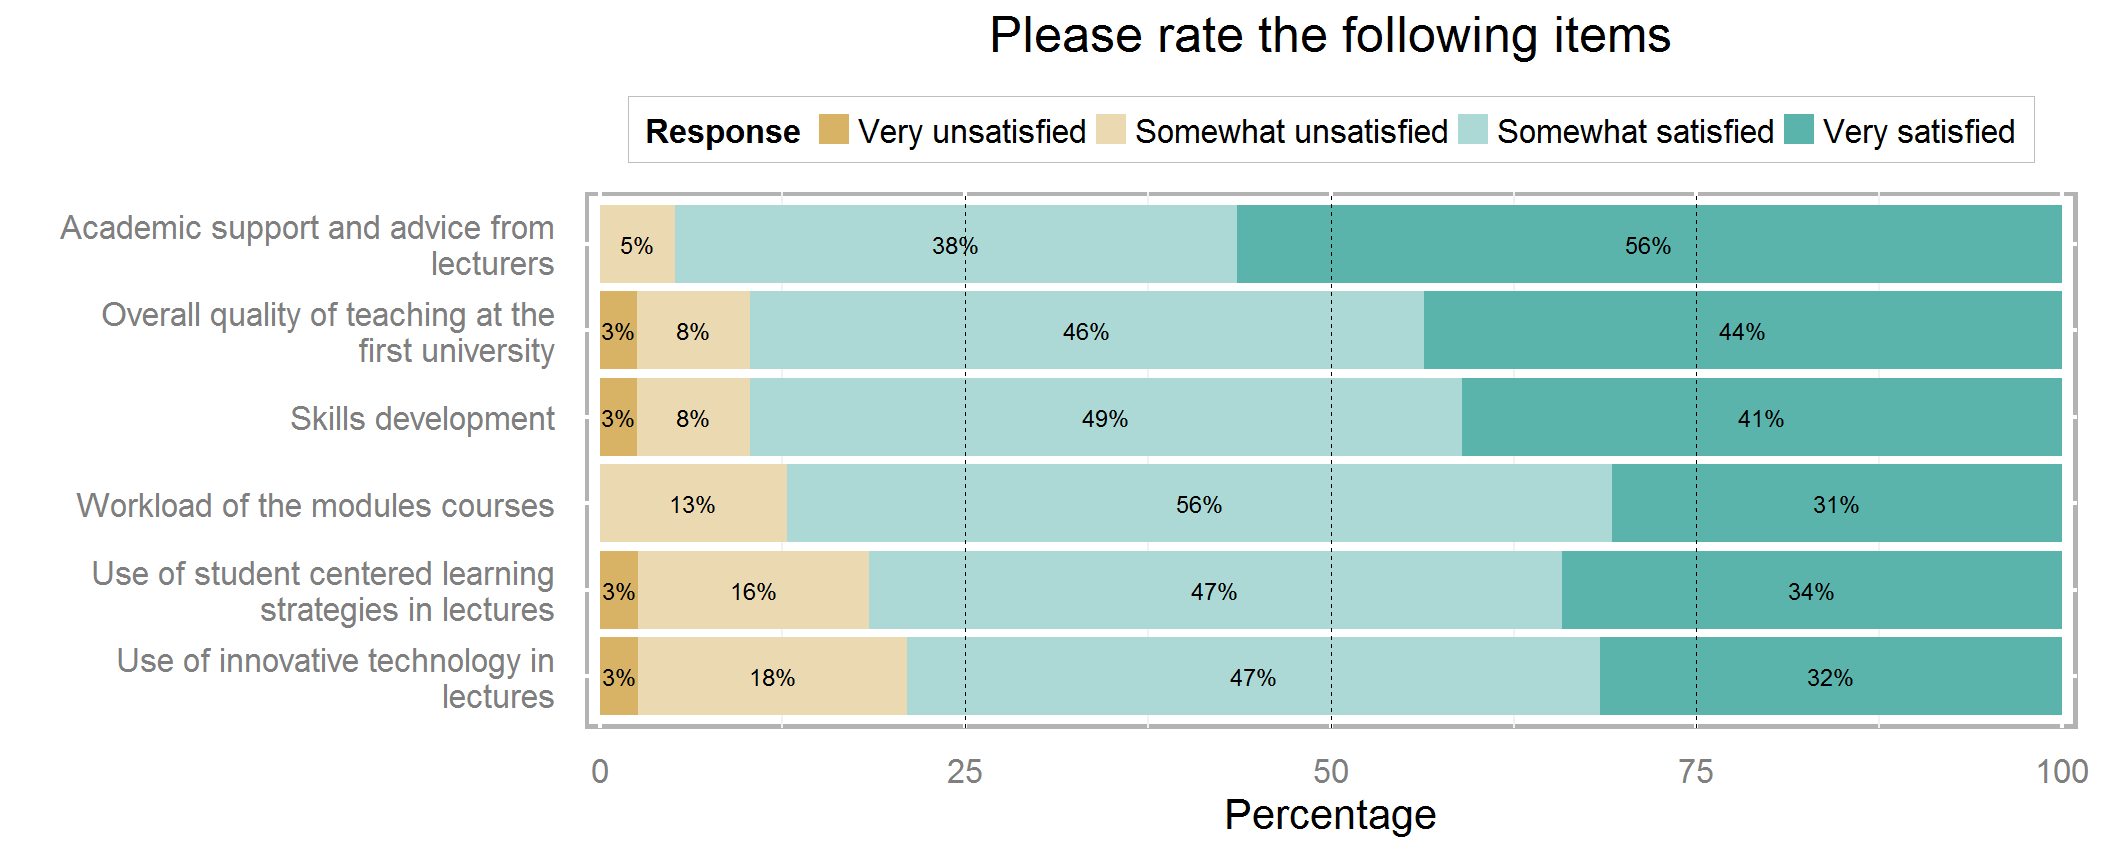 Please rate the following items
Response Very unsatisfied Somewhat unsatisfied Somewhat satisfied Very satisfied
Academic support and advice from
lecturers
5% 38% 56%
Overall quality of teaching at the
first university
3% 8% 46% 44%
Skills development
3% 8% 49% 41%
Workload of the modules courses
13% 56% 31%
Use of student centered learning
strategies in lectures
3% 16% 47% 34%
Use of innovative technology in
lectures
3% 18% 47% 32%
0 25 50 75 100
Percentage